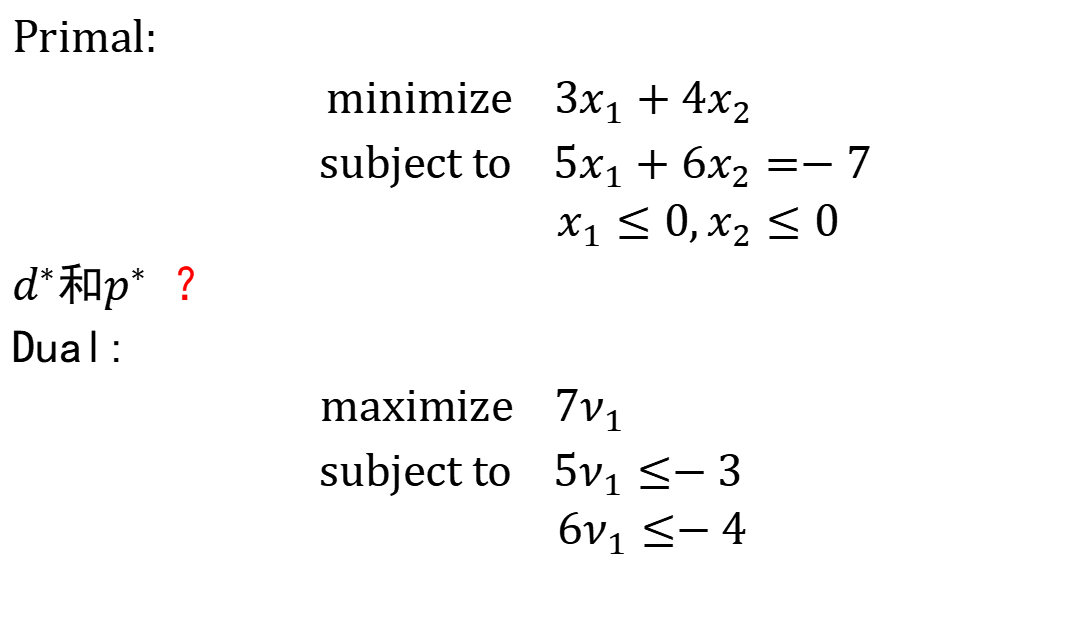 Primal:
minimize 3x₁ + 4x₂
subject to 5x₁ + 6x₂ =− 7
x₁ ≤ 0, x₂ ≤ 0
d*和p* ?
Dual:
maximize 7ν₁
subject to 5ν₁ ≤− 3
6ν₁ ≤− 4